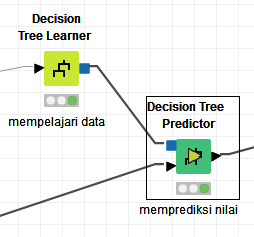 Decision
Tree Learner
mempelajari data
Decision Tree
Predictor
memprediksi nilai